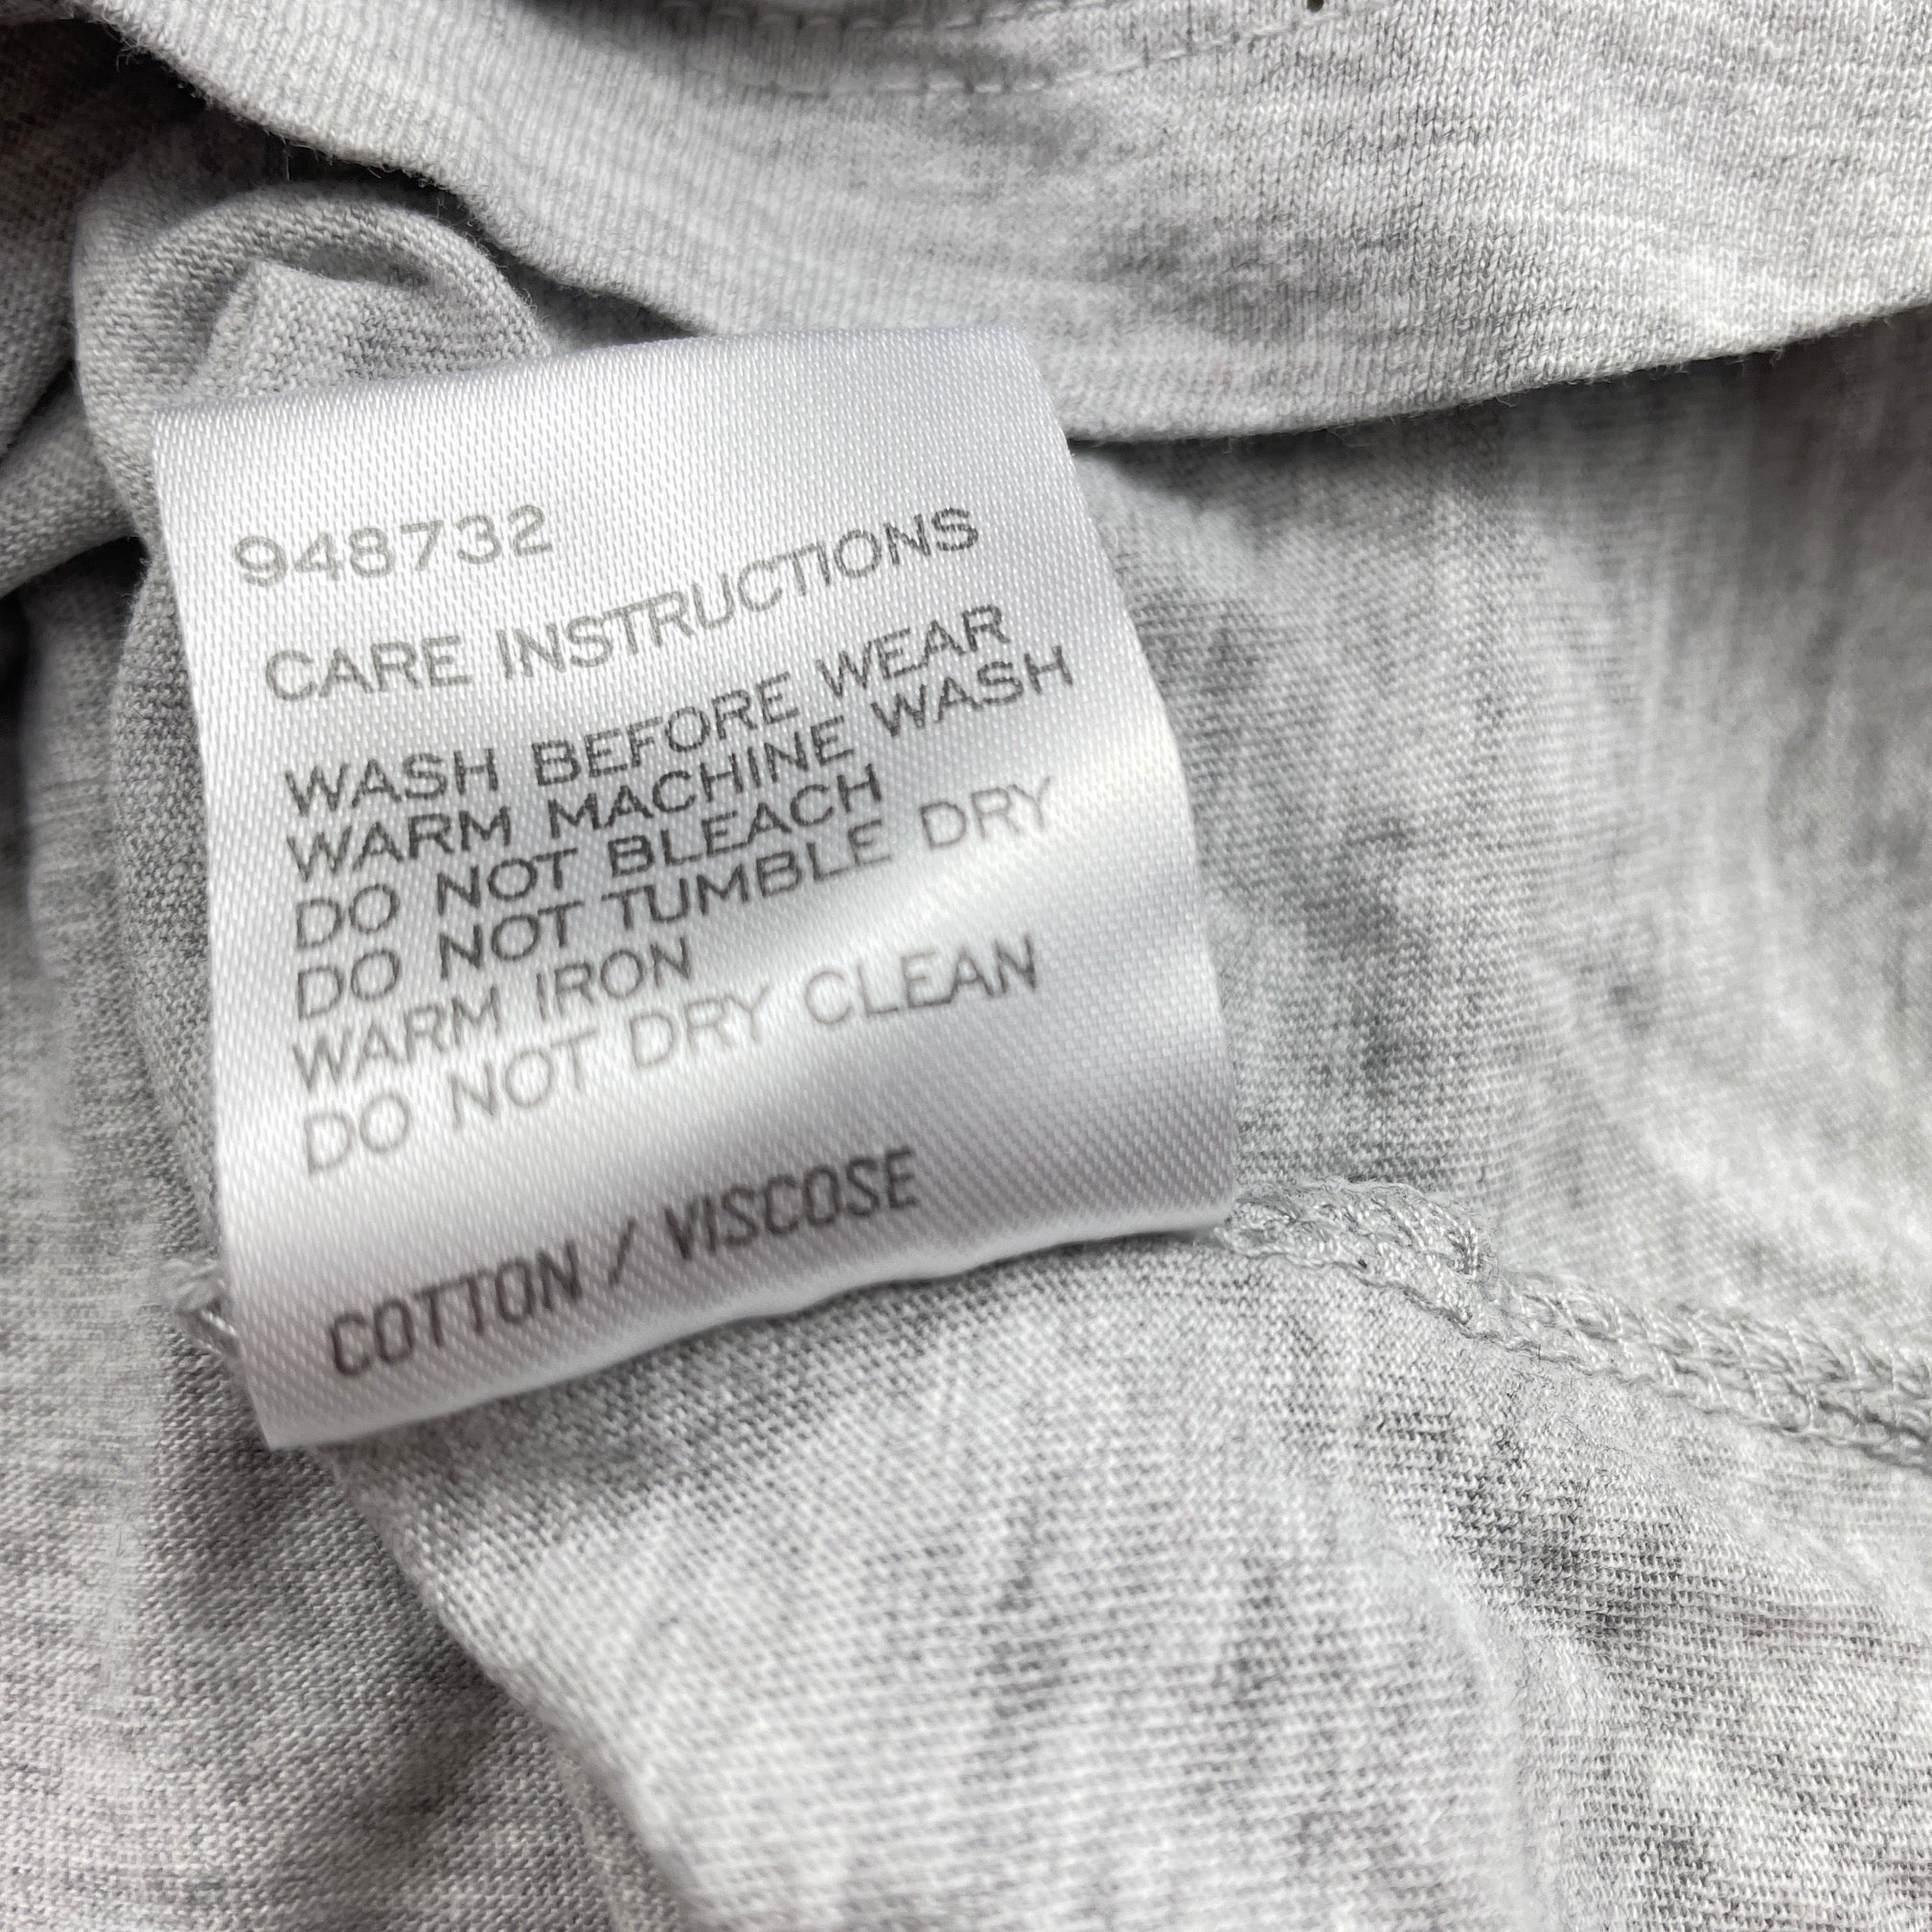 948732
CARE INSTRUCTIONS
WASH BEFORE WEAR
WARM MACHINE WASH
DO NOT BLEACH
DO NOT TUMBLE DRY
WARM IRON
DO NOT DRY CLEAN
COTTON / VISCOSE